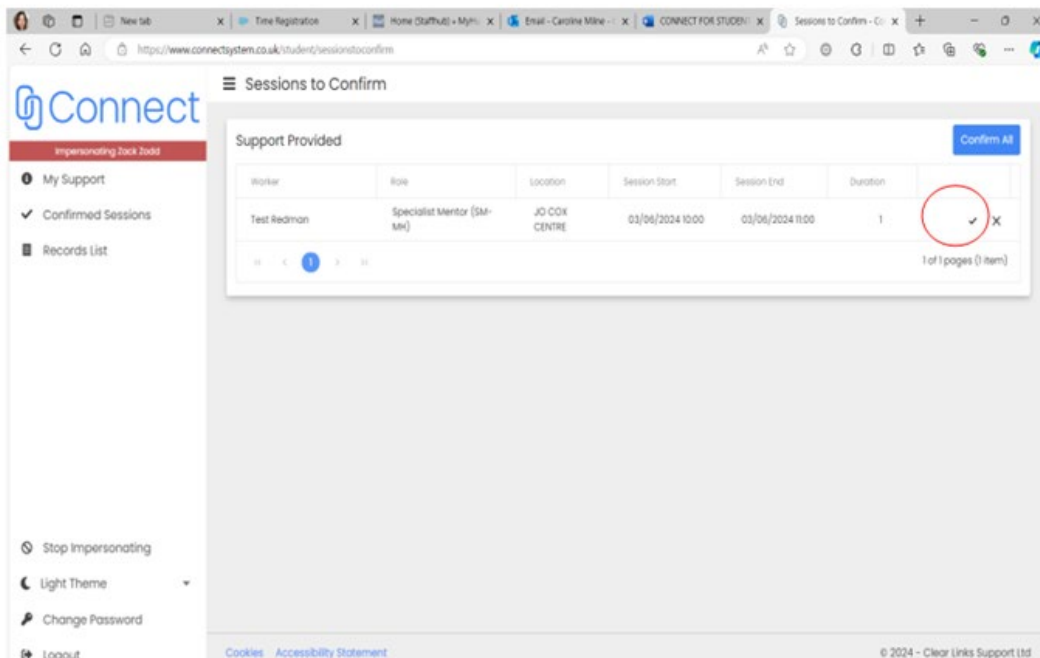 New tab
Time Registration
Home (Staffhub) • MyHu
Email - Caroline Milne -
CONNECT FOR STUDEN
Sessions to Confirm - Co
https://www.connectsystem.co.uk/student/sessionstoconfirm
Connect
Sessions to Confirm
Impersonating Zack Zodd
My Support
Confirmed Sessions
Records List
Support Provided
Confirm All
Worker
Role
Location
Session Start
Session End
Duration
Test Redman
Specialist Mentor (SM-
MH)
JO COX
CENTRE
03/06/2024 10:00
03/06/2024 11:00
1
1
1 of 1 pages (1 item)
Stop Impersonating
Light Theme
Change Password
Logout
Cookies
Accessibility Statement
© 2024 - Clear Links Support Ltd